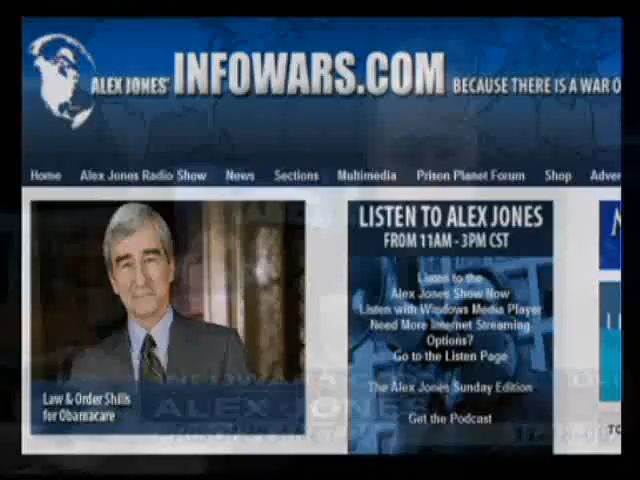 ALEX JONES' INFOWARS.COM BECAUSE THERE IS A WAR O
Home Alex Jones Radio Show News Sections Multimedia Prison Planet Forum Shop Adver
LISTEN TO ALEX JONES
FROM 11AM - 3PM CST
Listen to the
Alex Jones Show Now
Listen with Windows Media Player
Need More Internet Streaming
Options?
Go to the Listen Page
The Alex Jones Sunday Edition
Get the Podcast
Law & Order Shills
for Obamacare
ALEX JONES